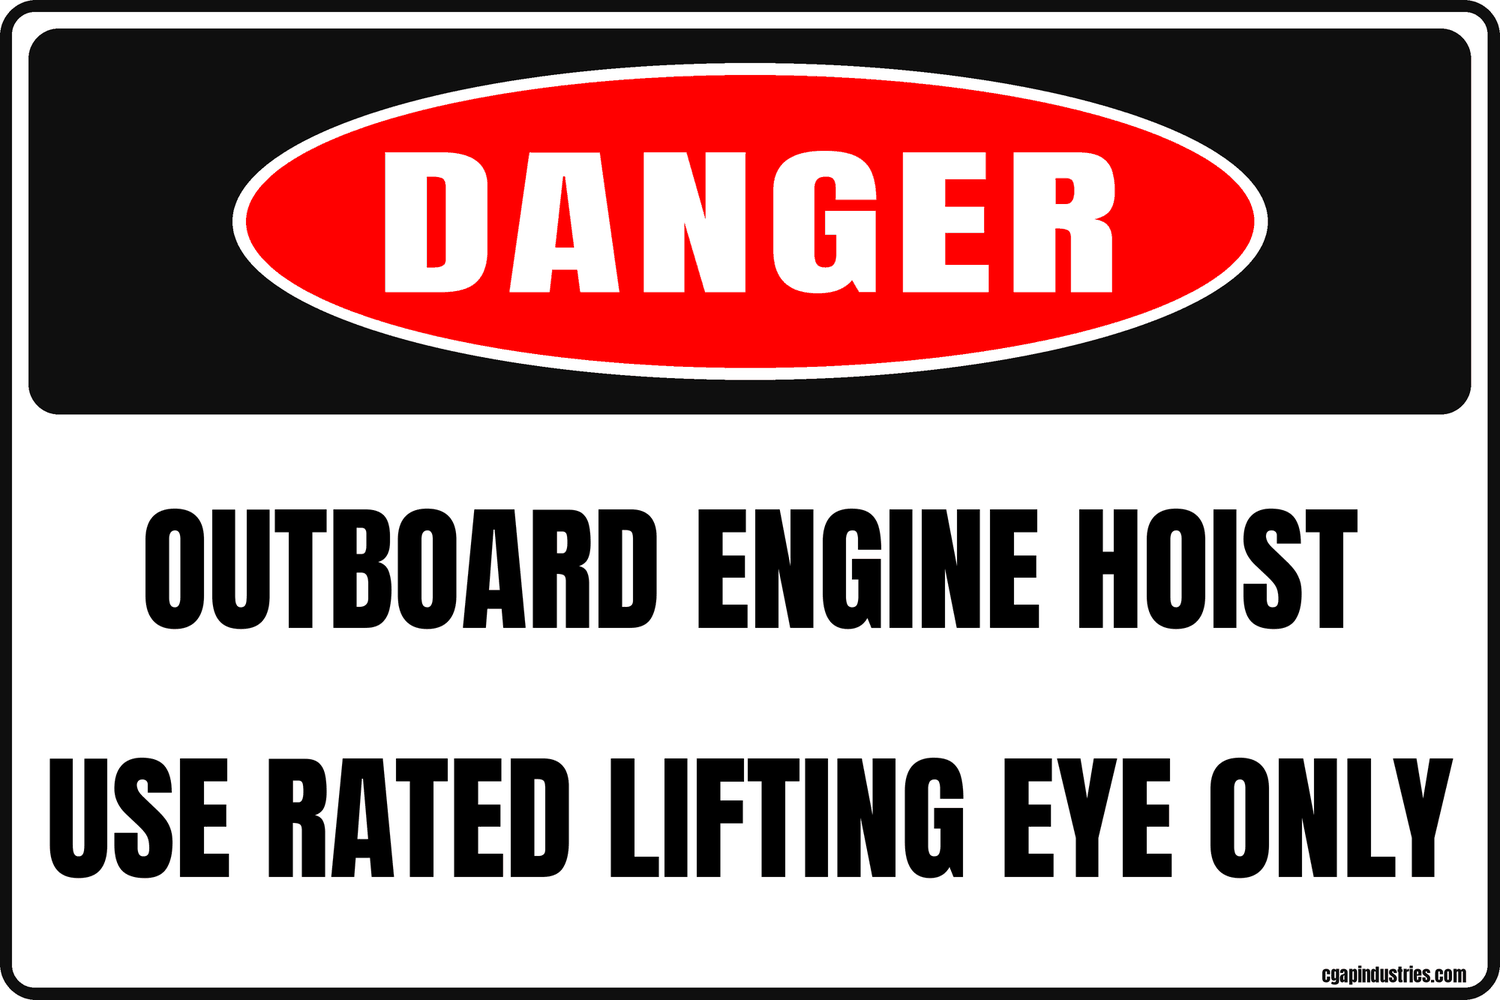 DANGER
OUTBOARD ENGINE HOIST
USE RATED LIFTING EYE ONLY
cgapindustries.com